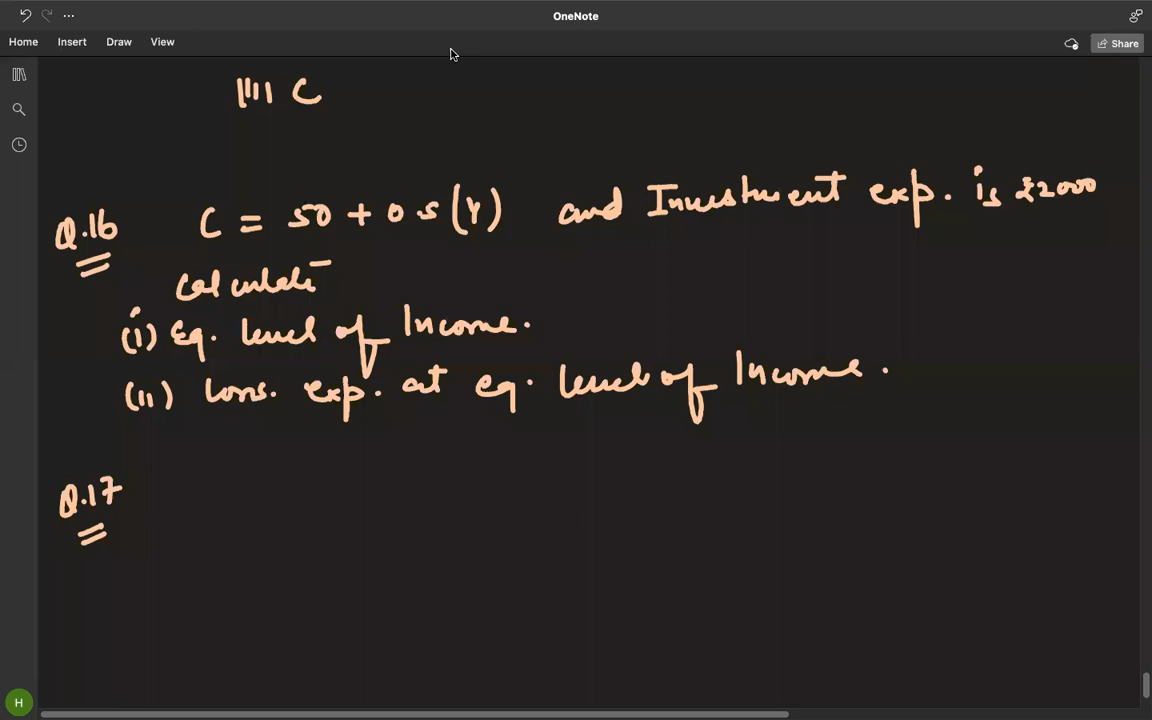 OneNote
Home Insert Draw View Share
C
Q.16 C = 50 + 0.5(Y) and Investment exp. is ₹2000
Calculate
(i) Eq. level of Income.
(ii) Cons. exp. at eq. level of Income.
Q.17
H